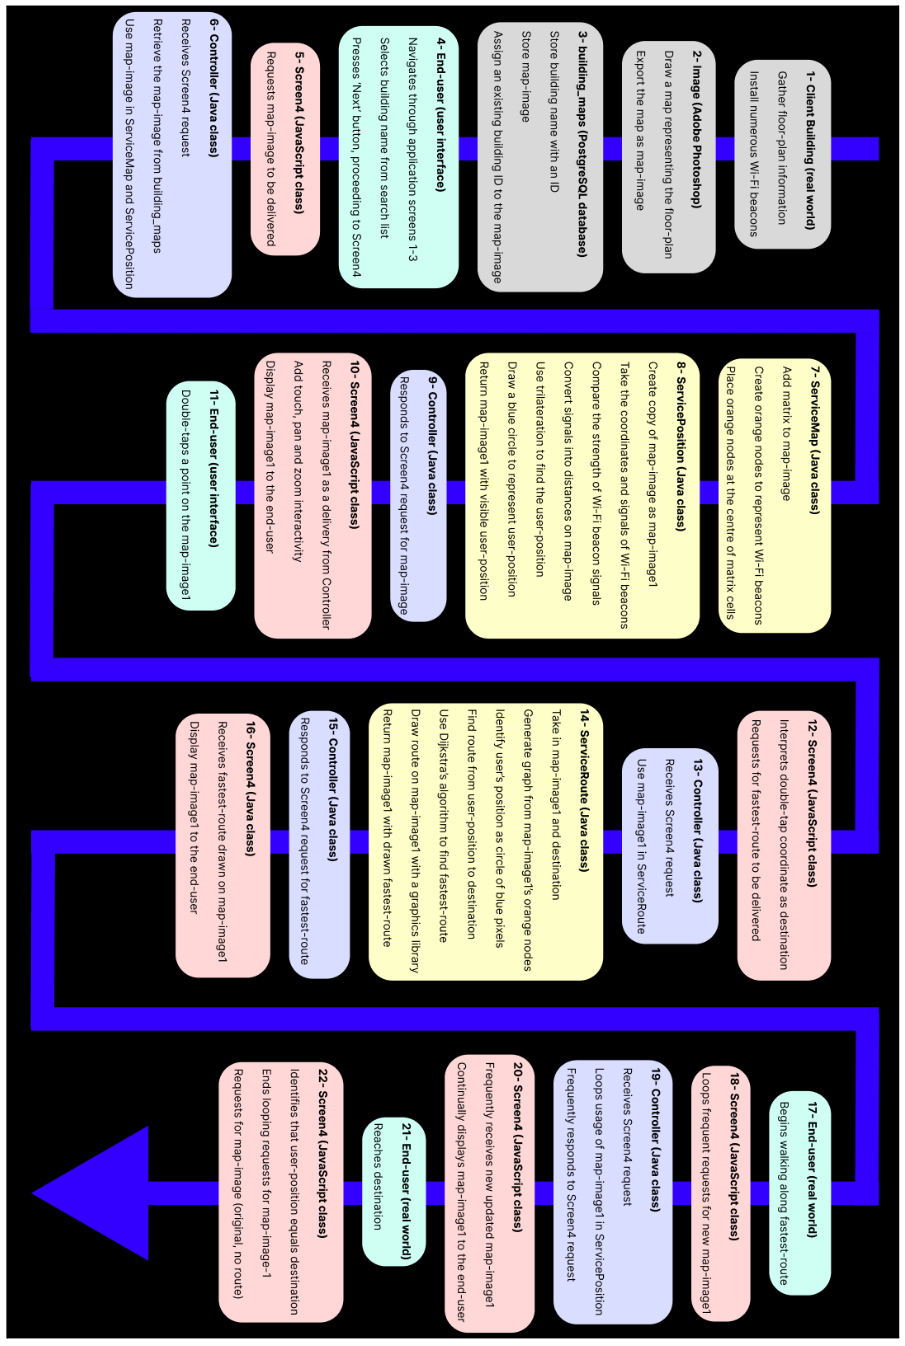 1- Client Building (real world)
Gather floor-plan information
Install numerous Wi-Fi beacons
2- Image (Adobe Photoshop)
Draw a map representing the floor-plan
Export the map as map-image
3- building_maps (PostgreSQL database)
Store building name with an ID
Store map-image
Assign an existing building ID to the map-image
4- End-user (user interface)
Navigates through application screens 1-3
Selects building name from search list
Presses 'Next' button, proceeding to Screen4
5- Screen4 (JavaScript class)
Requests map-image to be delivered
6- Controller (Java class)
Receives Screen4 request
Retrieve the map-image from building_maps
Use map-image in ServiceMap and ServicePosition
7- ServiceMap (Java class)
Add matrix to map-image
Create orange nodes to represent Wi-Fi beacons
Place orange nodes at the centre of matrix cells
8- ServicePosition (Java class)
Create copy of map-image as map-image1
Take the coordinates and signals of Wi-Fi beacons
Compare the strength of Wi-Fi beacon signals
Convert signals into distances on map-image
Use trilateration to find the user-position
Draw a blue circle to represent user-position
Return map-image1 with visible user-position
9- Controller (Java class)
Responds to Screen4 request for map-image
10- Screen4 (JavaScript class)
Receives map-image1 as a delivery from Controller
Add touch, pan and zoom interactivity
Display map-image1 to the end-user
11- End-user (user interface)
Double-taps a point on the map-image1
12- Screen4 (JavaScript class)
Interprets double-tap coordinate as destination
Requests for fastest-route to be delivered
13- Controller (Java class)
Receives Screen4 request
Use map-image1 in ServiceRoute
14- ServiceRoute (Java class)
Take in map-image1 and destination
Generate graph from map-image1's orange nodes
Identify user's position as circle of blue pixels
Find route from user-position to destination
Use Dijkstra's algorithm to find fastest-route
Draw route on map-image1 with a graphics library
Return map-image1 with drawn fastest-route
15- Controller (Java class)
Responds to Screen4 request for fastest-route
16- Screen4 (Java class)
Receives fastest-route drawn on map-image1
Display map-image1 to the end-user
17- End-user (real world)
Begins walking along fastest-route
18- Screen4 (JavaScript class)
Loops frequent requests for new map-image1
19- Controller (Java class)
Receives Screen4 request
Loops usage of map-image1 in ServicePosition
Frequently responds to Screen4 request
20- Screen4 (JavaScript class)
Frequently receives new updated map-image1
Continually displays map-image1 to the end-user
21- End-user (real world)
Reaches destination
22- Screen4 (JavaScript class)
Identifies that user-position equals destination
Ends looping requests for map-image-1
Requests for map-image (original, no route)